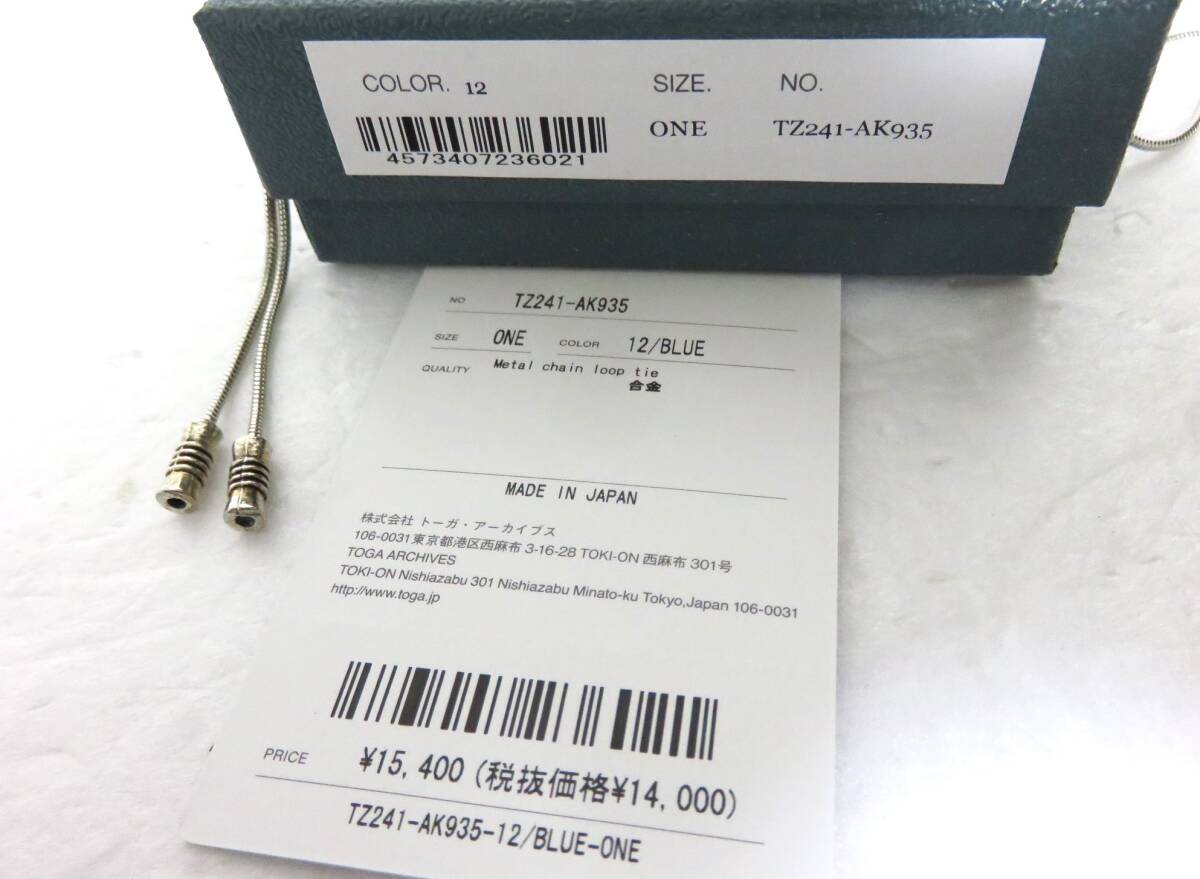 COLOR. 12 SIZE. NO.
4573407236021 ONE TZ241-AK935
NO TZ241-AK935
SIZE ONE COLOR 12/BLUE
QUALITY Metal chain loop tie
合金
MADE IN JAPAN
株式会社 トーガ・アーカイブス
106-0031東京都港区西麻布 3-16-28 TOKI-ON 西麻布 301号
TOGA ARCHIVES
TOKI-ON Nishiazabu 301 Nishiazabu Minato-ku Tokyo,Japan 106-0031
http://www.toga.jp
PRICE ¥15,400(税抜価格¥14,000)
TZ241-AK935-12/BLUE-ONE